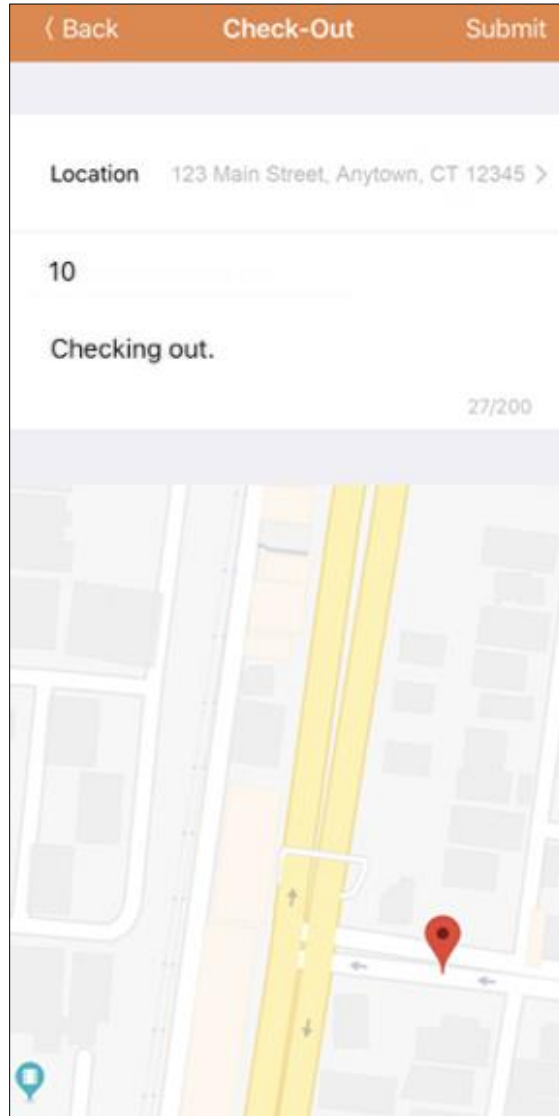 Back Check-Out Submit
Location 123 Main Street, Anytown, CT 12345
10
Checking out.
27/200